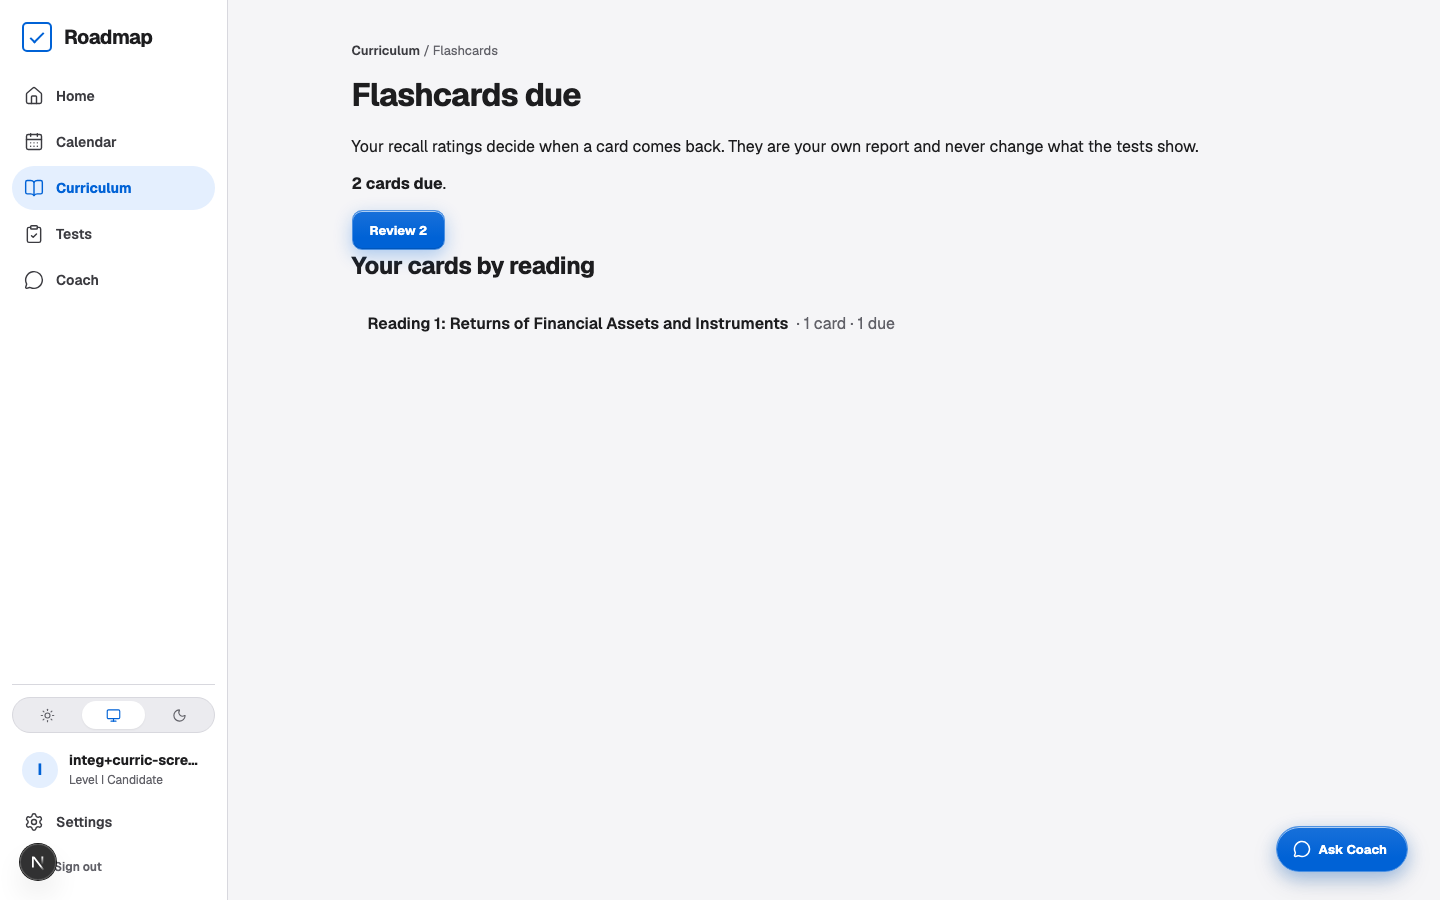 Roadmap
Home
Calendar
Curriculum
Tests
Coach
integ+curric-scre...
Level I Candidate
Settings
Sign out
Curriculum / Flashcards
Flashcards due
Your recall ratings decide when a card comes back. They are your own report and never change what the tests show.
2 cards due.
Review 2
Your cards by reading
Reading 1: Returns of Financial Assets and Instruments · 1 card · 1 due
Ask Coach
I
N